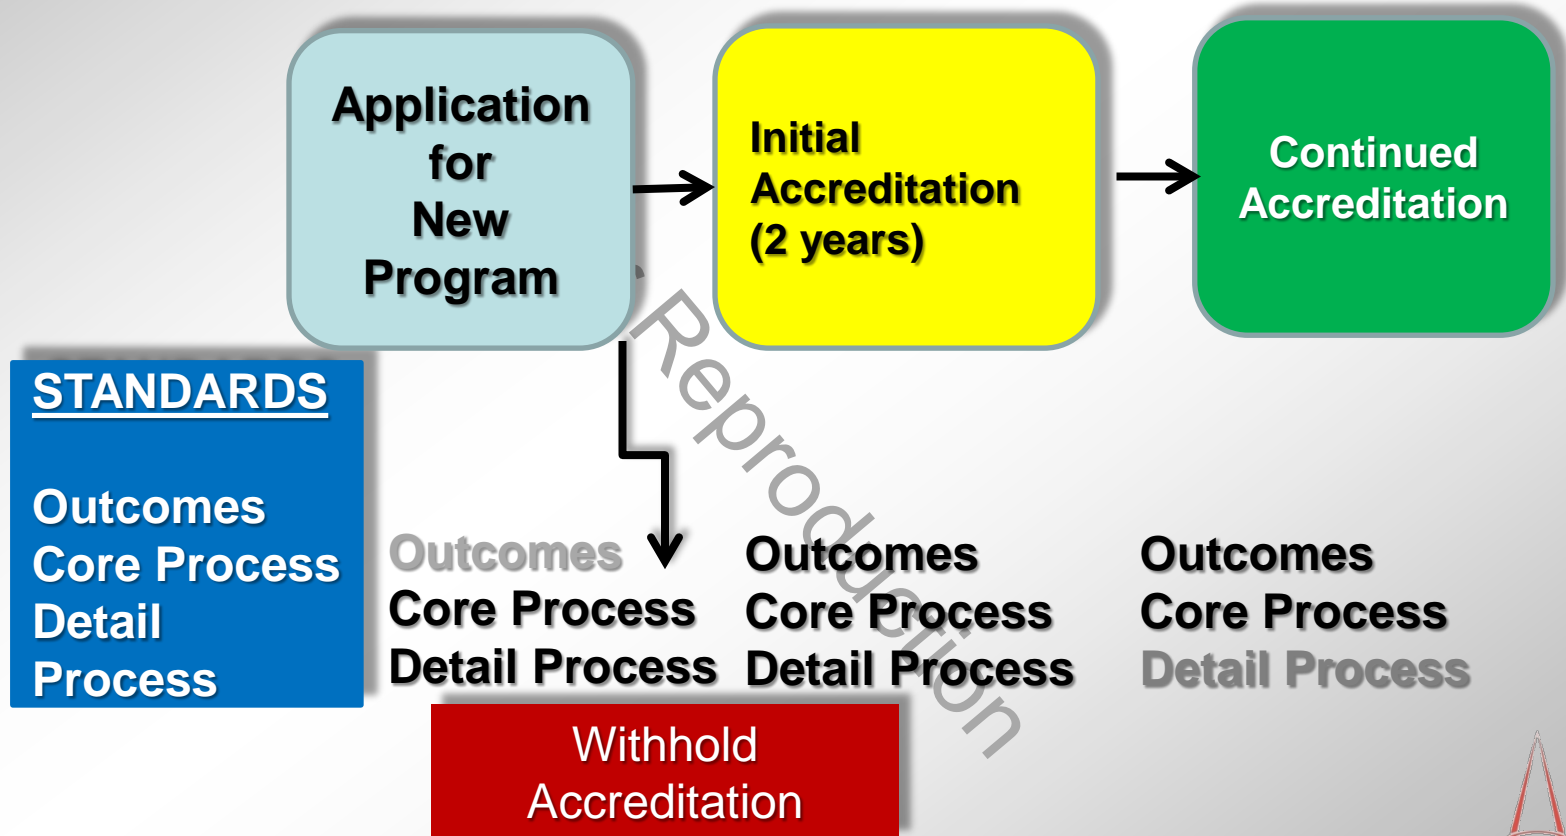 Application
for
New
Program
Initial
Accreditation
(2 years)
Continued
Accreditation
STANDARDS
Outcomes
Core Process
Detail
Process
Outcomes
Core Process
Detail Process
Outcomes
Core Process
Detail Process
Outcomes
Core Process
Detail Process
Withhold
Accreditation
Reproduction